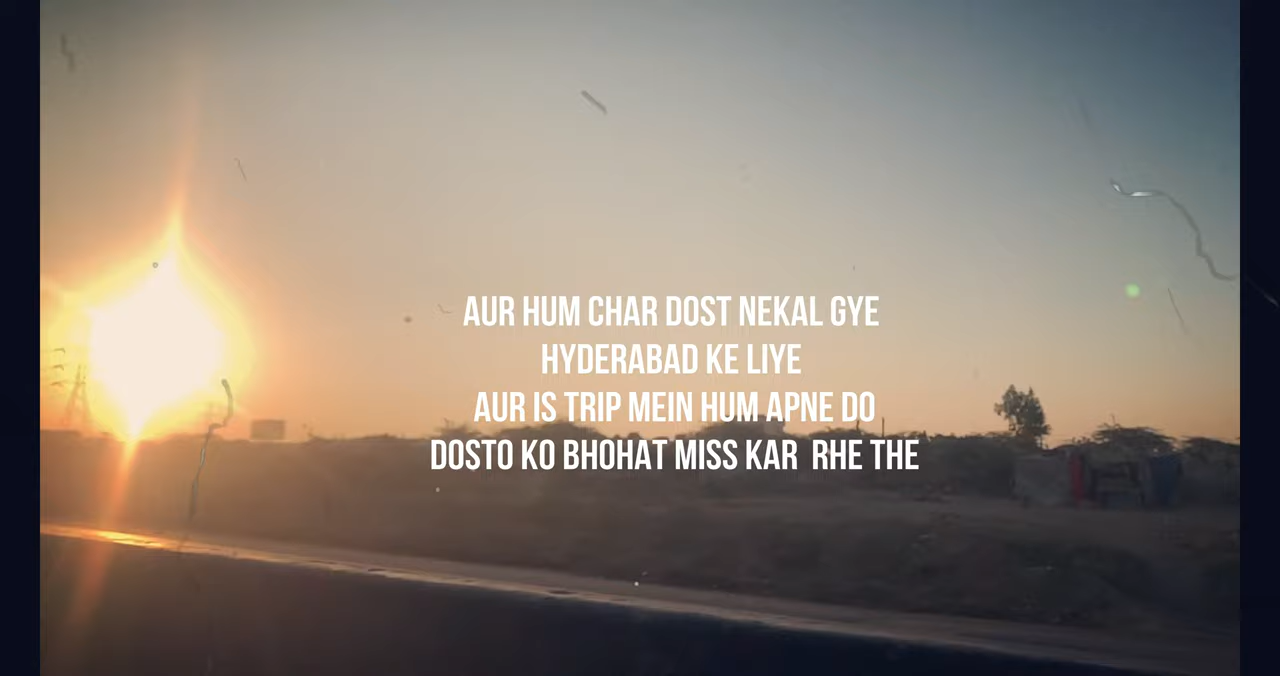 AUR HUM CHAR DOST NEKAL GYE
HYDERABAD KE LIYE
AUR IS TRIP MEIN HUM APNE DO
DOSTO KO BHOHAT MISS KAR RHE THE